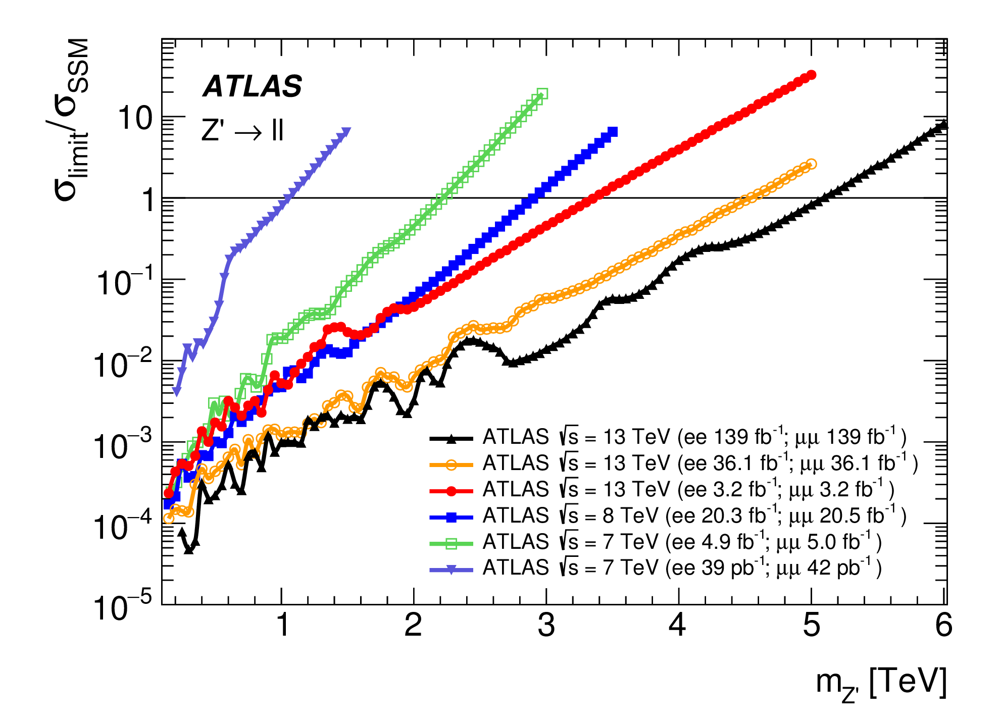 σlimit/σSSM
ATLAS
Z' → ll
10
1
10⁻¹
10⁻²
10⁻³
10⁻⁴
10⁻⁵
ATLAS √s = 13 TeV (ee 139 fb⁻¹; μμ 139 fb⁻¹)
ATLAS √s = 13 TeV (ee 36.1 fb⁻¹; μμ 36.1 fb⁻¹)
ATLAS √s = 13 TeV (ee 3.2 fb⁻¹; μμ 3.2 fb⁻¹)
ATLAS √s = 8 TeV (ee 20.3 fb⁻¹; μμ 20.5 fb⁻¹)
ATLAS √s = 7 TeV (ee 4.9 fb⁻¹; μμ 5.0 fb⁻¹)
ATLAS √s = 7 TeV (ee 39 pb⁻¹; μμ 42 pb⁻¹)
1 2 3 4 5 6
mZ' [TeV]